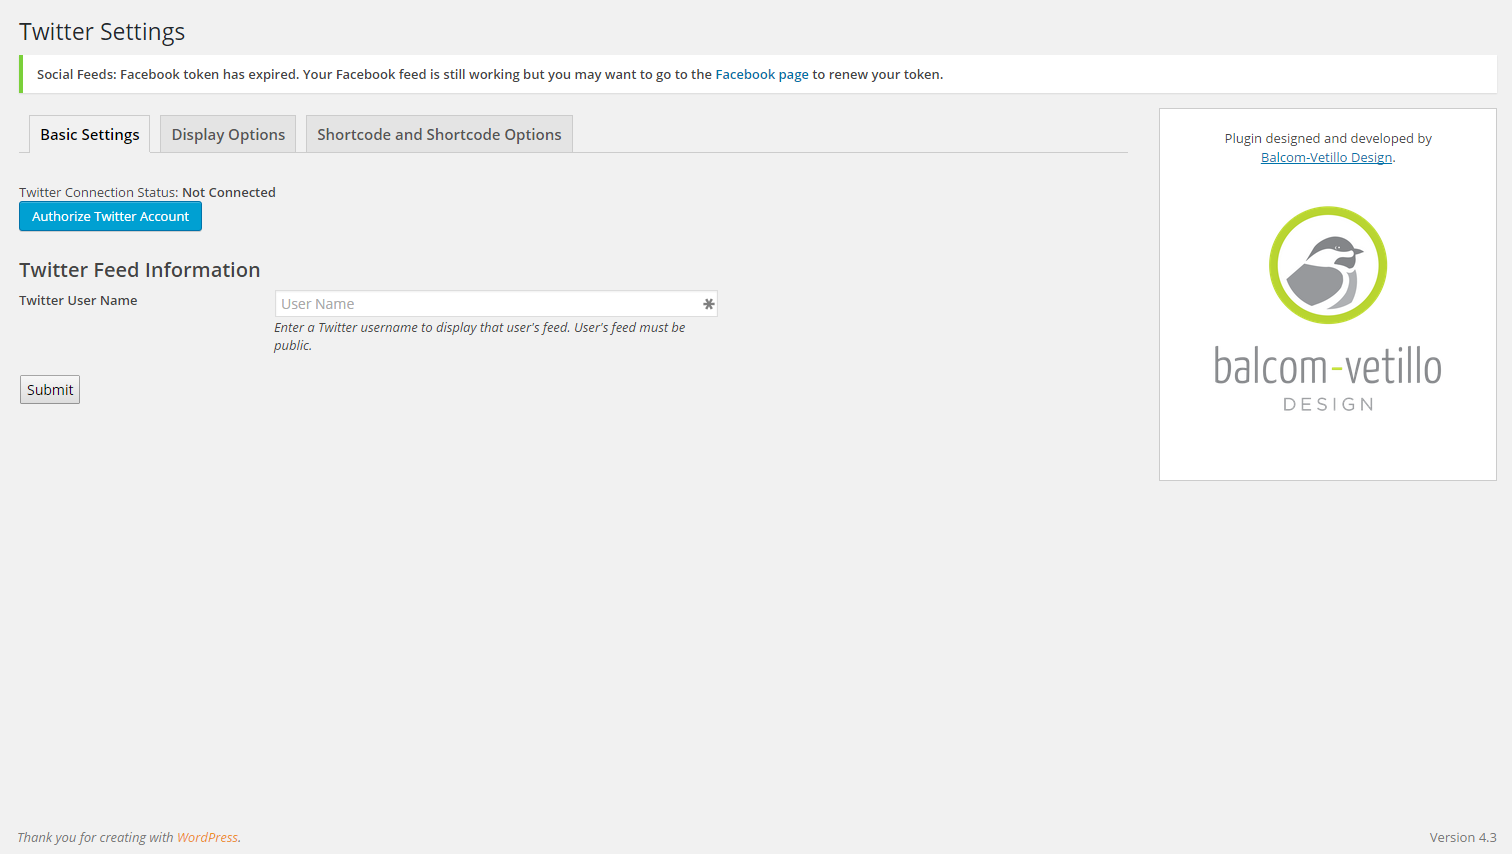 Twitter Settings
Social Feeds: Facebook token has expired. Your Facebook feed is still working but you may want to go to the Facebook page to renew your token.
Basic Settings
Display Options
Shortcode and Shortcode Options
Twitter Connection Status: Not Connected
Authorize Twitter Account
Twitter Feed Information
Twitter User Name
User Name
Enter a Twitter username to display that user's feed. User's feed must be
public.
Submit
Plugin designed and developed by
Balcom-Vetillo Design.
balcom-vetillo
DESIGN
Thank you for creating with WordPress.
Version 4.3